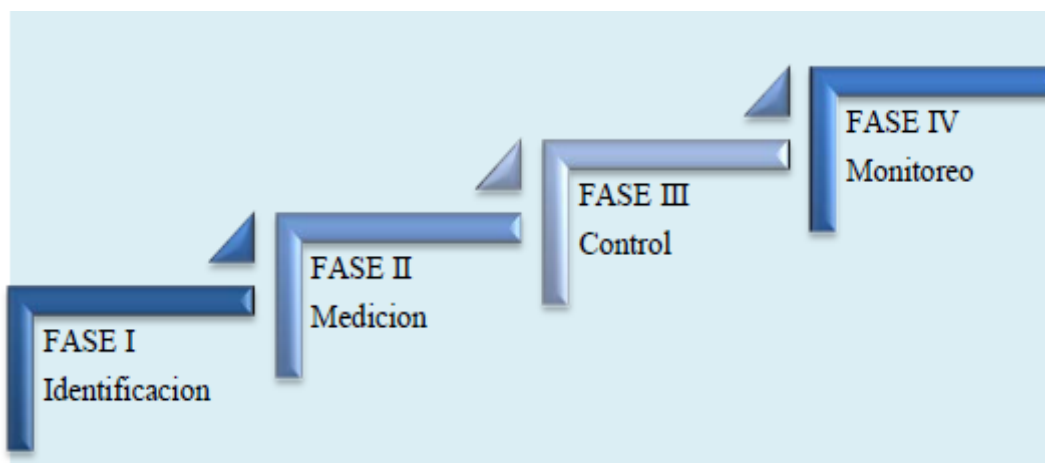 FASE I
Identificacion
FASE II
Medicion
FASE III
Control
FASE IV
Monitoreo